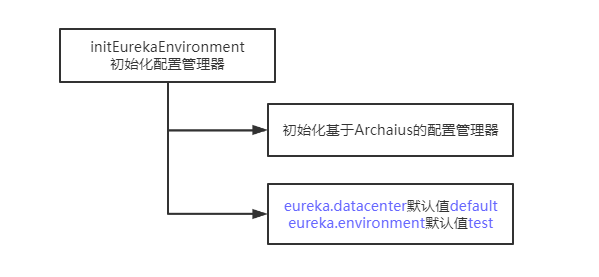 initEurekaEnvironment
初始化配置管理器
初始化基于Archaius的配置管理器
eureka.datacenter默认值default
eureka.environment默认值test